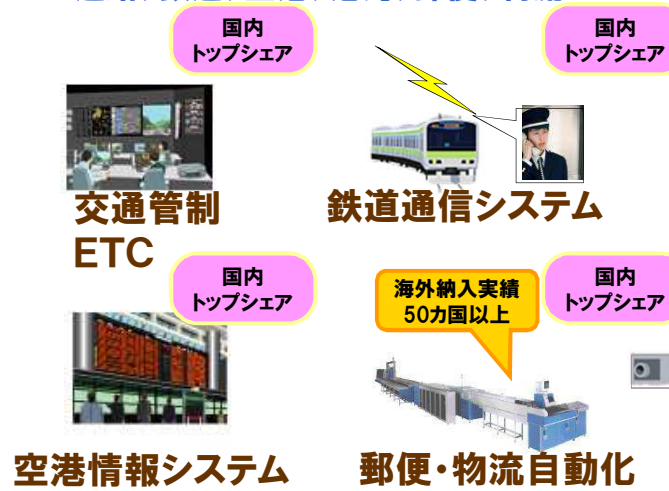 国内
トップシェア
国内
トップシェア
交通管制
ETC
鉄道通信システム
国内
トップシェア
海外納入実績
50カ国以上
国内
トップシェア
空港情報システム
郵便・物流自動化